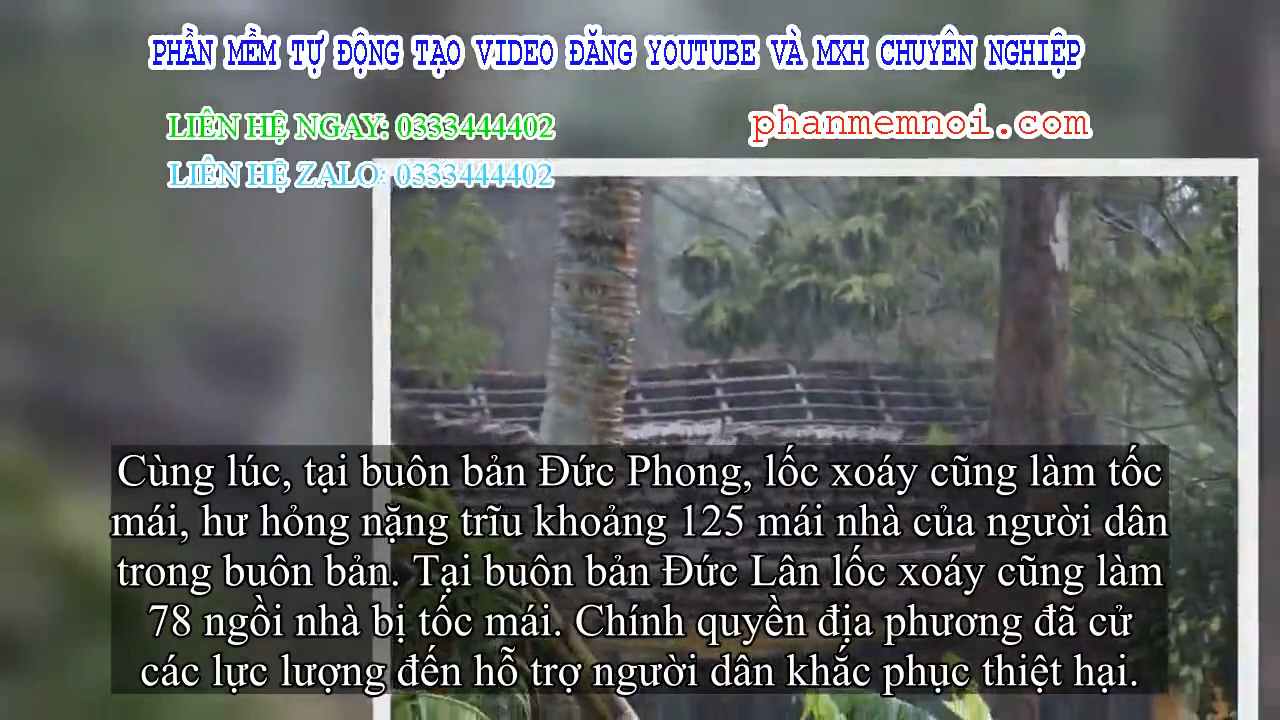 PHẦN MỀM TỰ ĐỘNG TẠO VIDEO ĐĂNG YOUTUBE VÀ MXH CHUYÊN NGHIỆP
LIÊN HỆ NGAY: 0333444402
phanmemnoi.com
LIÊN HỆ ZALO: 0333444402
Cùng lúc, tại buôn bản Đức Phong, lốc xoáy cũng làm tốc
mái, hư hỏng nặng trĩu khoảng 125 mái nhà của người dân
trong buôn bản. Tại buôn bản Đức Lân lốc xoáy cũng làm
78 ngồi nhà bị tốc mái. Chính quyền địa phương đã cử
các lực lượng đến hỗ trợ người dân khắc phục thiệt hại.